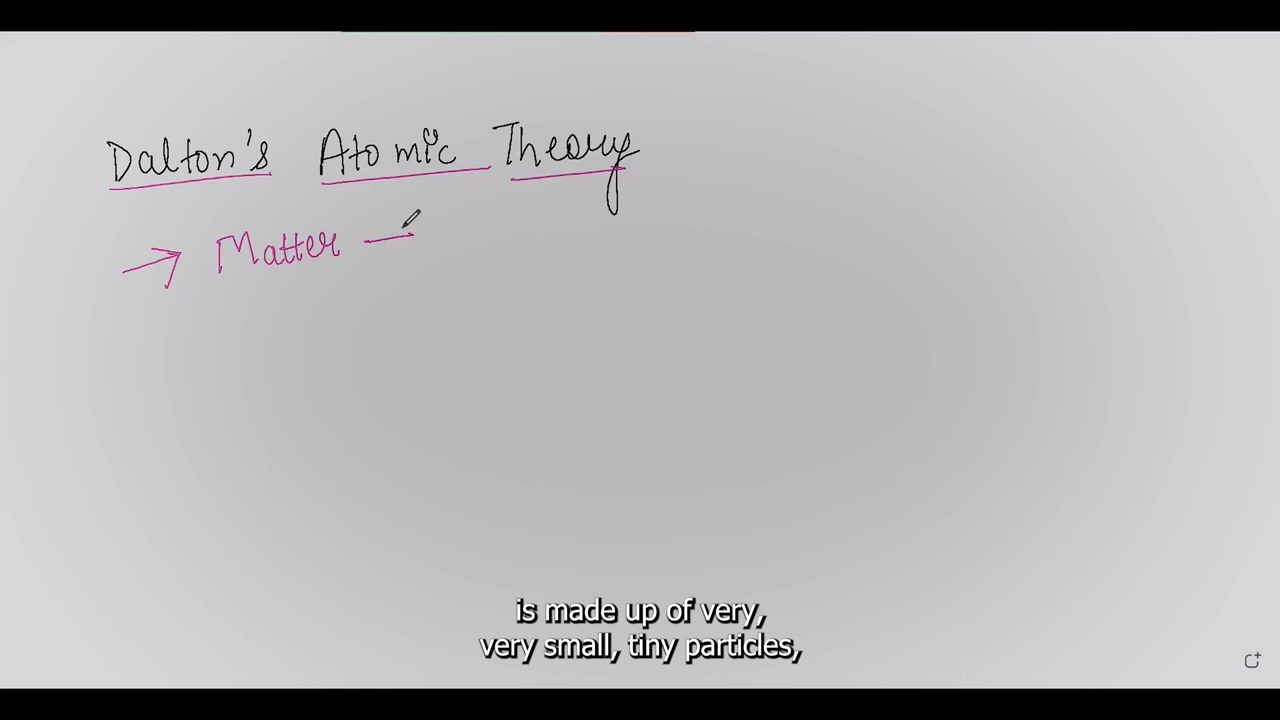 Dalton's Atomic Theory
→ Matter —
is made up of very,
very small, tiny particles,